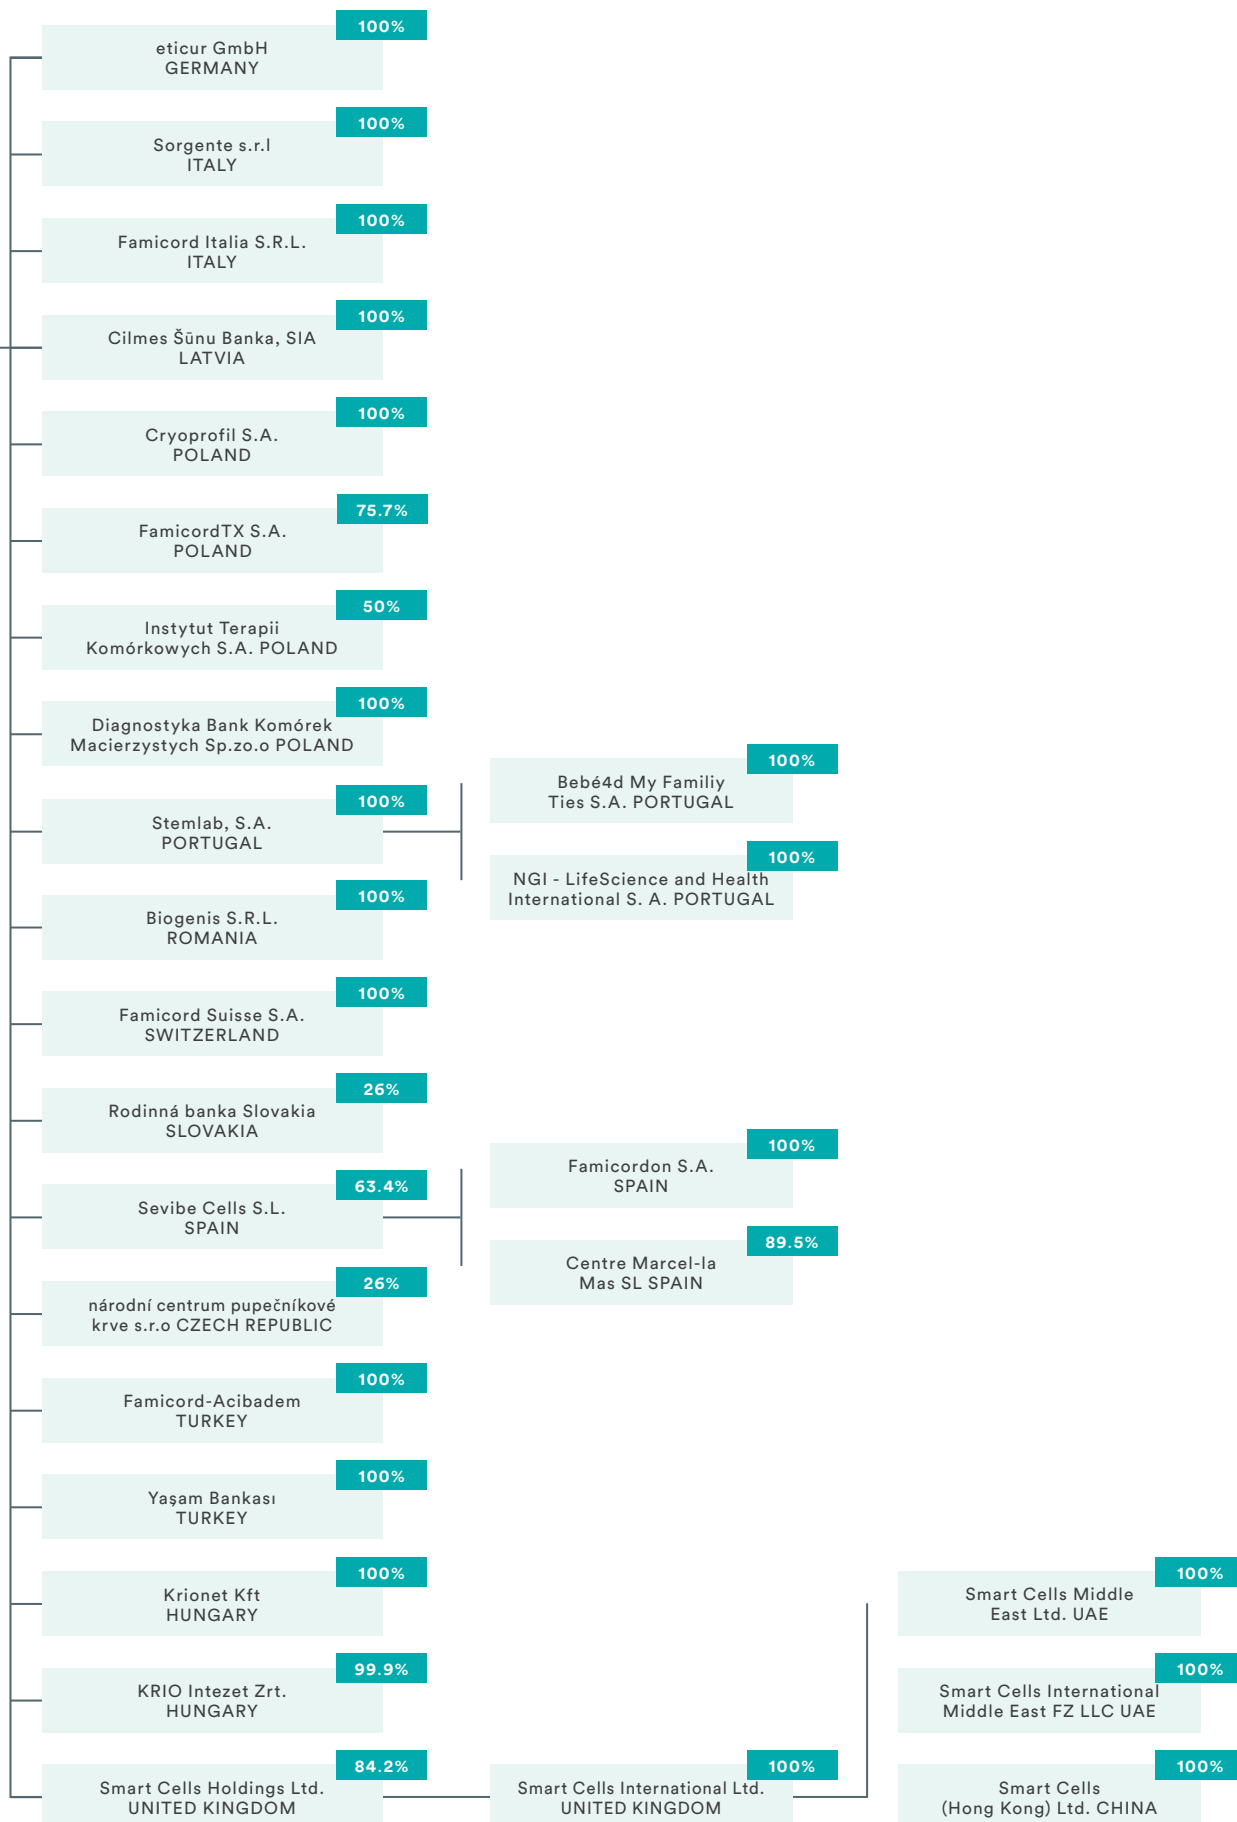 100%
eticur GmbH
GERMANY
100%
Sorgente s.r.l
ITALY
100%
Famicord Italia S.R.L.
ITALY
100%
Cilmes Šūnu Banka, SIA
LATVIA
100%
Cryoprofil S.A.
POLAND
75.7%
FamicordTX S.A.
POLAND
50%
Instytut Terapii
Komórkowych S.A. POLAND
100%
Diagnostyka Bank Komórek
Macierzystych Sp.zo.o POLAND
100%
Stemlab, S.A.
PORTUGAL
100%
Bebé4d My Familiy
Ties S.A. PORTUGAL
100%
NGI - LifeScience and Health
International S. A. PORTUGAL
100%
Biogenis S.R.L.
ROMANIA
100%
Famicord Suisse S.A.
SWITZERLAND
26%
Rodinná banka Slovakia
SLOVAKIA
63.4%
Sevibe Cells S.L.
SPAIN
100%
Famicordon S.A.
SPAIN
89.5%
Centre Marcel-la
Mas SL SPAIN
26%
národní centrum pupečníkové
krve s.r.o CZECH REPUBLIC
100%
Famicord-Acibadem
TURKEY
100%
Yaşam Bankası
TURKEY
100%
Krionet Kft
HUNGARY
99.9%
KRIO Intezet Zrt.
HUNGARY
84.2%
Smart Cells Holdings Ltd.
UNITED KINGDOM
100%
Smart Cells International Ltd.
UNITED KINGDOM
100%
Smart Cells Middle
East Ltd. UAE
100%
Smart Cells International
Middle East FZ LLC UAE
100%
Smart Cells
(Hong Kong) Ltd. CHINA